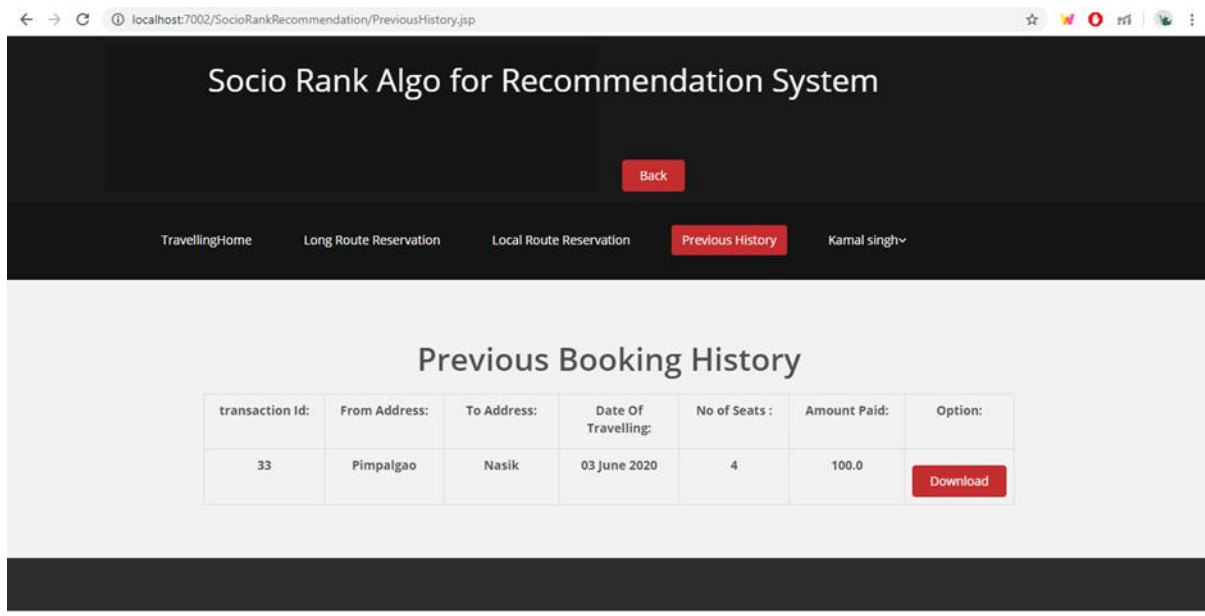 localhost:7002/SocioRankRecommendation/PreviousHistory.jsp
Socio Rank Algo for Recommendation System
Back
TravellingHome Long Route Reservation Local Route Reservation Previous History Kamal singh
Previous Booking History
transaction Id: From Address: To Address: Date Of Travelling: No of Seats : Amount Paid: Option:
33 Pimpalgao Nasik 03 June 2020 4 100.0 Download